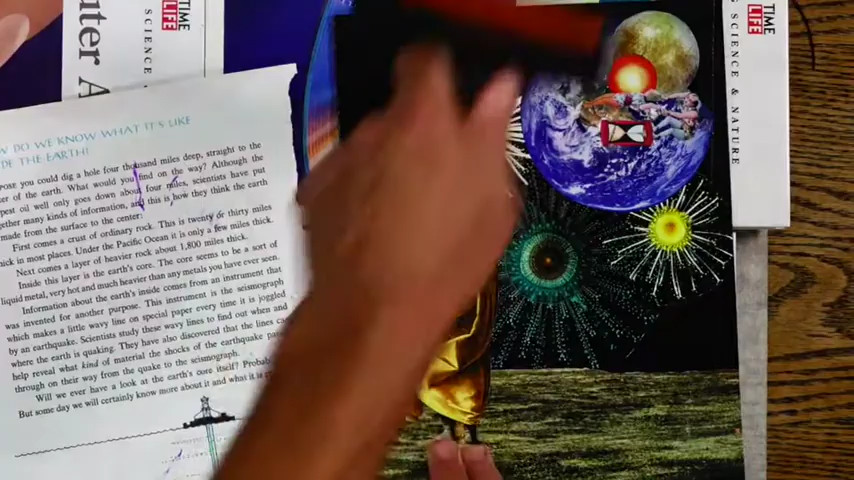 TIME
LIFE
SCIENCE
uter
W DO WE KNOW WHAT IT'S LIKE
DE THE EARTH?
pose you could dig a hole four thousand miles deep, straight to the
er of the earth. What would you find on the way? Although the
pest oil well only goes down about four miles, scientists have put
gether many kinds of information, and this is how they think the earth
made from the surface to the center:
First comes a crust of ordinary rock. This is twenty or thirty miles
hick in most places. Under the Pacific Ocean it is only a few miles thick.
Next comes a layer of heavier rock about 1,800 miles thick.
Inside this layer is the earth's core. The core seems to be a sort of
liquid metal, very hot and much heavier than any metals you have ever seen.
Information about the earth's inside comes from an instrument that
was invented for another purpose. This instrument is the seismograph
which makes a little wavy line on special paper every time it is joggled
by an earthquake. Scientists study these wavy lines to find out when and
where the earth is quaking. They have also discovered that the lines can
help reveal what kind of material the shocks of the earthquake pass
through on their way from the quake to the seismograph.
Will we ever have a look at the earth's core itself?
But some day we will certainly know more about it and what it is
TIME
LIFE
SCIENCE & NATURE